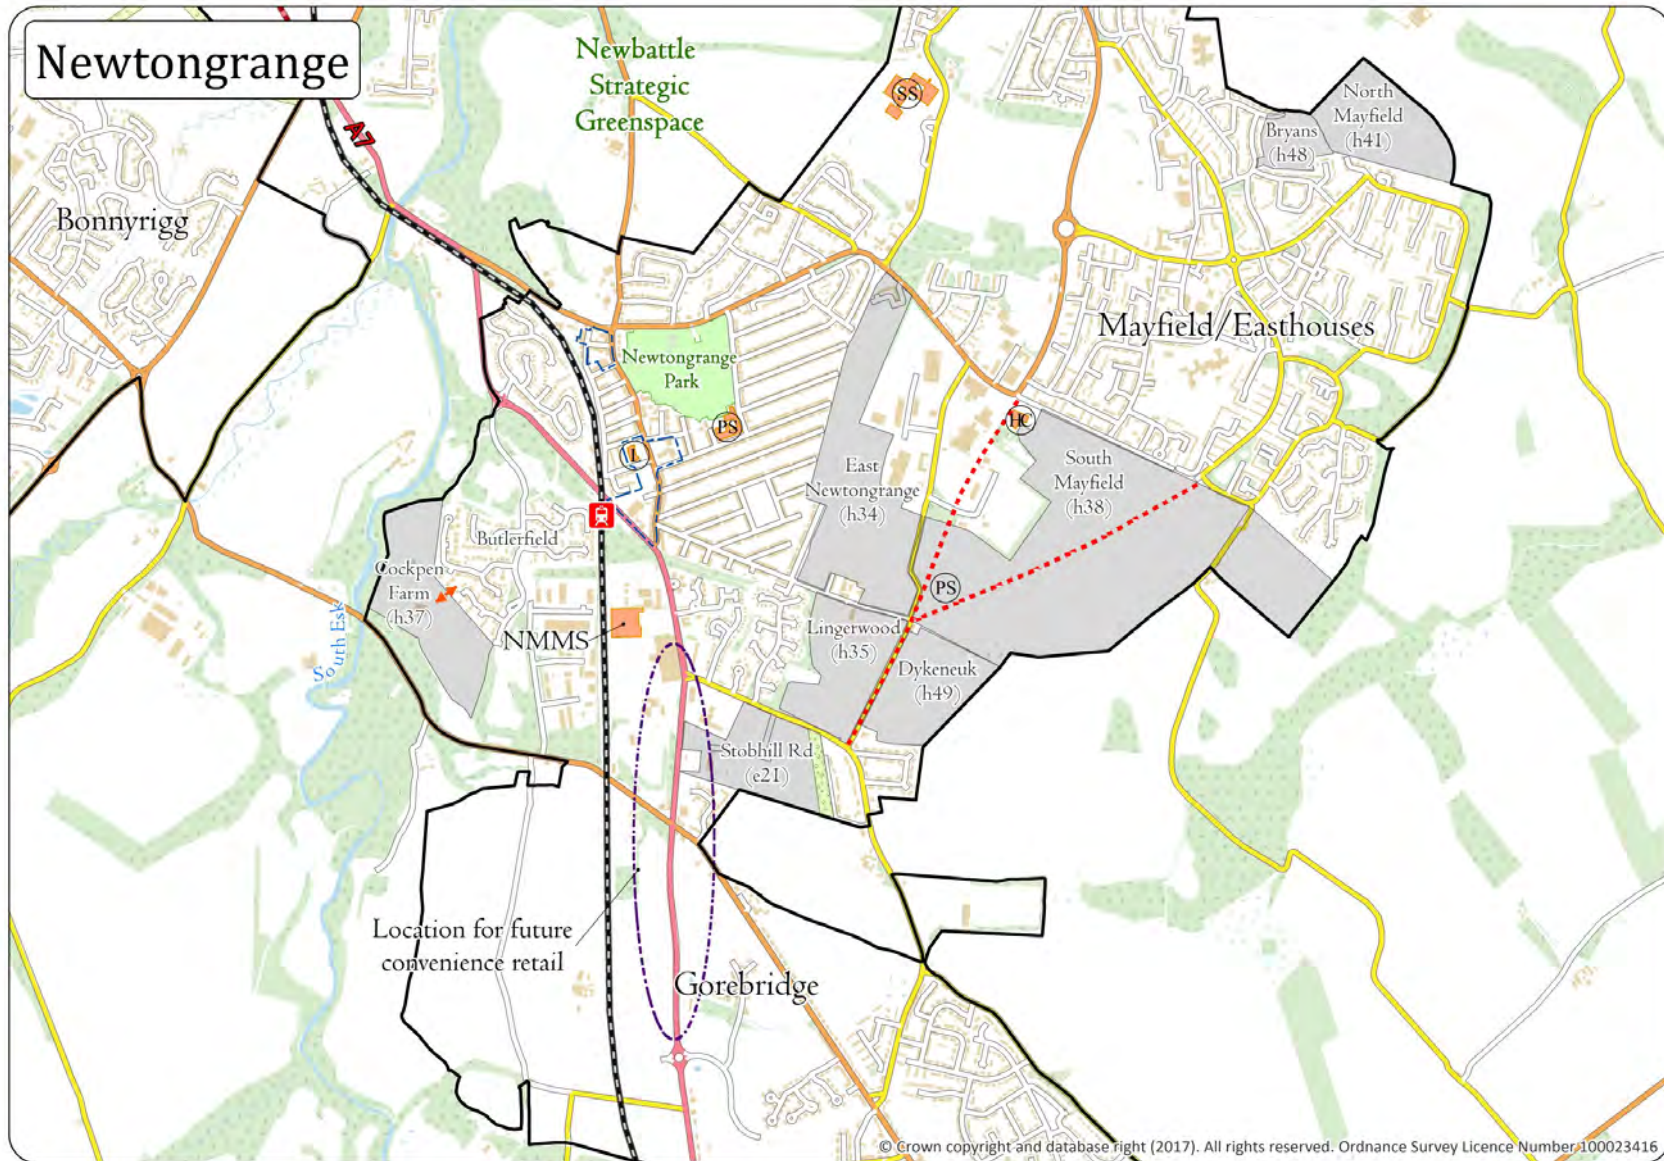 Newtongrange
Newbattle
Strategic
Greenspace
A7
SS
North
Mayfield
(h41)
Bryans
(h48)
Bonnyrigg
Mayfield/Easthouses
Newtongrange
Park
PS
L
HC
East
Newtongrange
(h34)
South
Mayfield
(h38)
Butlerfield
Cockpen
Farm
(h37)
South Esk
NMMS
PS
Lingerwood
(h35)
Dykeneuk
(h49)
Stobhill Rd
(e21)
Location for future
convenience retail
Gorebridge
© Crown copyright and database right (2017). All rights reserved. Ordnance Survey Licence Number 100023416